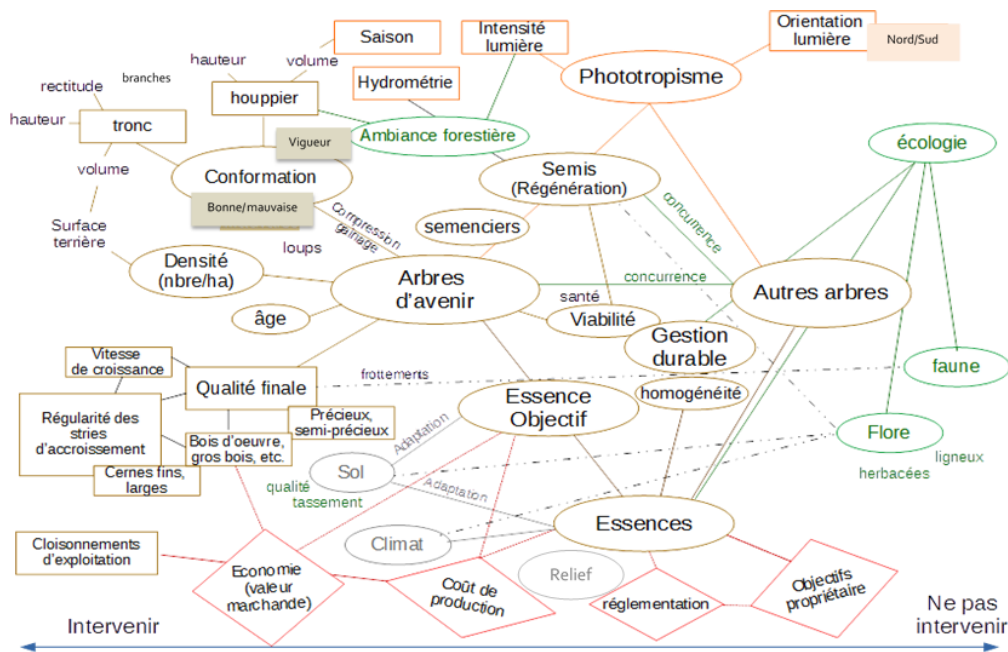 Saison
Intensité
lumière
Orientation
lumière
Nord/Sud
hauteur
volume
Phototropisme
branches
rectitude
Hydrométrie
houppier
hauteur
tronc
Ambiance forestière
écologie
Vigueur
volume
Conformation
Semis
(Régénération)
Bonne/mauvaise
Compression
gainage
concurrence
Surface
terrière
semenciers
loups
Densité
(nbre/ha)
Arbres
d'avenir
concurrence
Autres arbres
santé
âge
Viabilité
Gestion
durable
Vitesse
de croissance
faune
Qualité finale
frottements
homogénéité
Essence
Objectif
Précieux,
semi-précieux
Régularité des
stries
d'accroissement
Bois d'oeuvre,
gros bois, etc.
Adaptation
Flore
ligneux
herbacées
Cernes fins,
larges
Sol
qualité
tassement
Adaptation
Essences
Climat
Cloisonnements
d'exploitation
Economie
(valeur
marchande)
Relief
Coût de
production
réglementation
Objectifs
propriétaire
Intervenir
Ne pas
intervenir